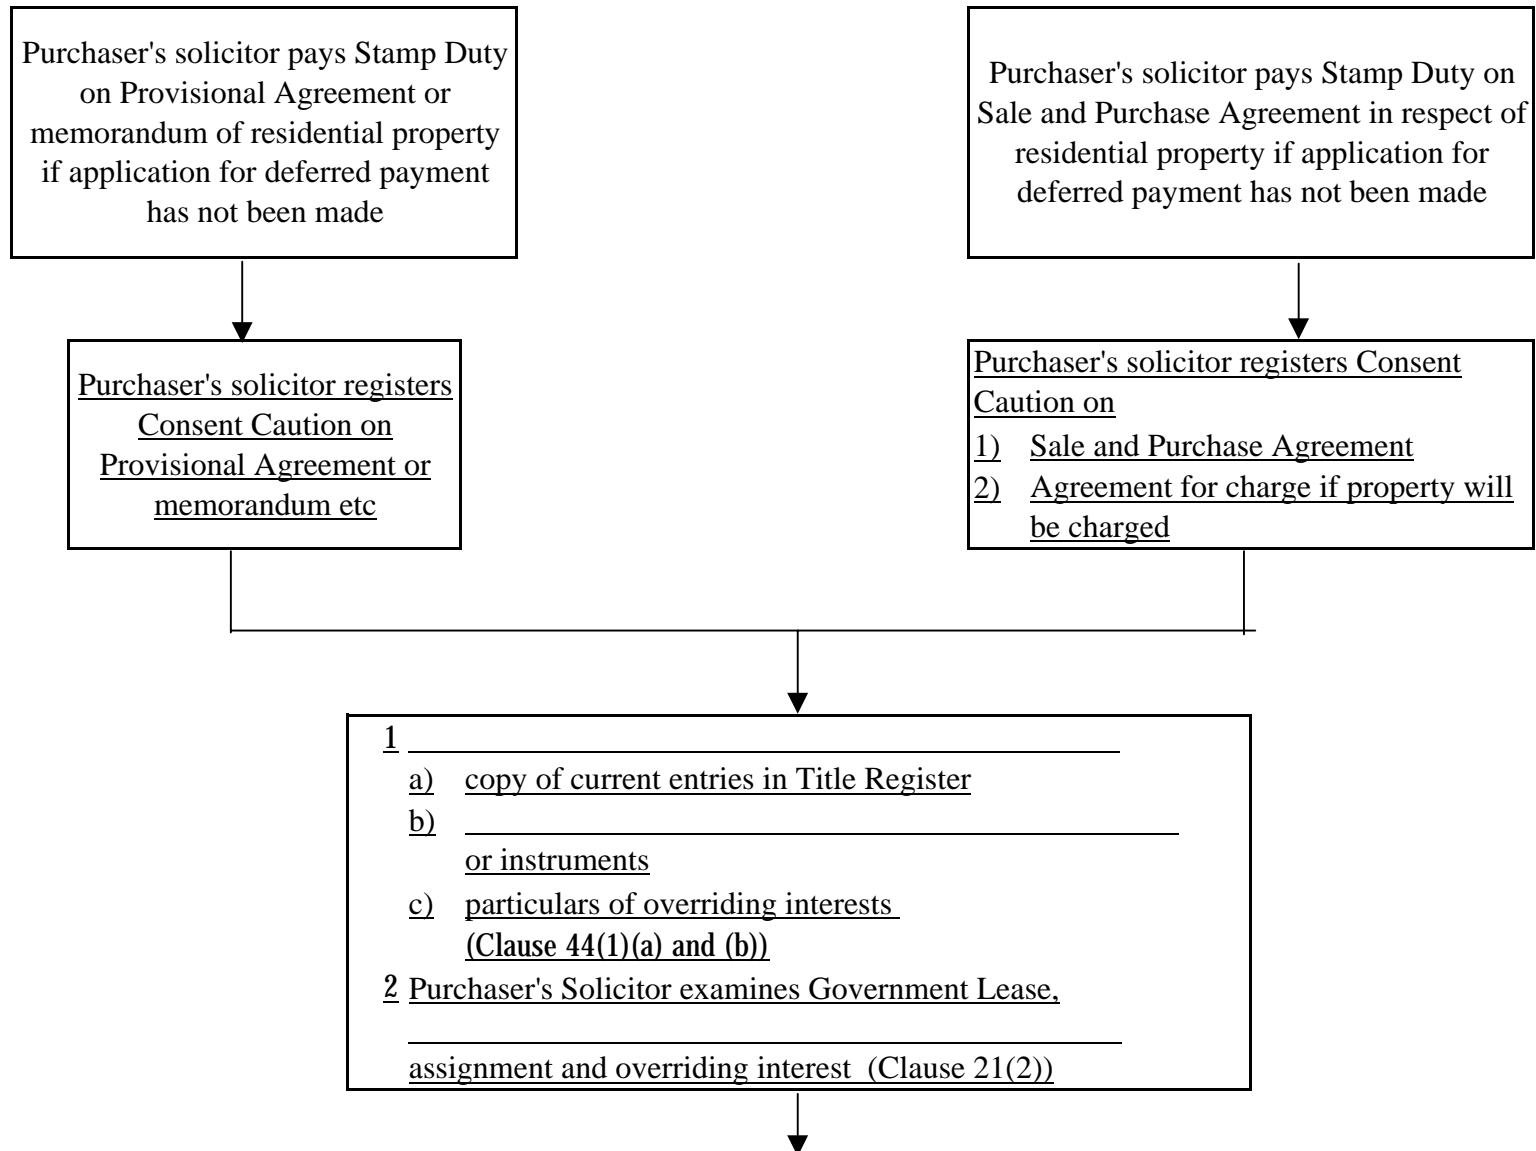 Purchaser's solicitor pays Stamp Duty
on Provisional Agreement or
memorandum of residential property
if application for deferred payment
has not been made
Purchaser's solicitor pays Stamp Duty on
Sale and Purchase Agreement in respect of
residential property if application for
deferred payment has not been made
Purchaser's solicitor registers
Consent Caution on
Provisional Agreement or
memorandum etc
Purchaser's solicitor registers Consent
Caution on
1) Sale and Purchase Agreement
2) Agreement for charge if property will
be charged
1
a) copy of current entries in Title Register
b)
or instruments
c) particulars of overriding interests
(Clause 44(1)(a) and (b))
2 Purchaser's Solicitor examines Government Lease,
assignment and overriding interest (Clause 21(2))